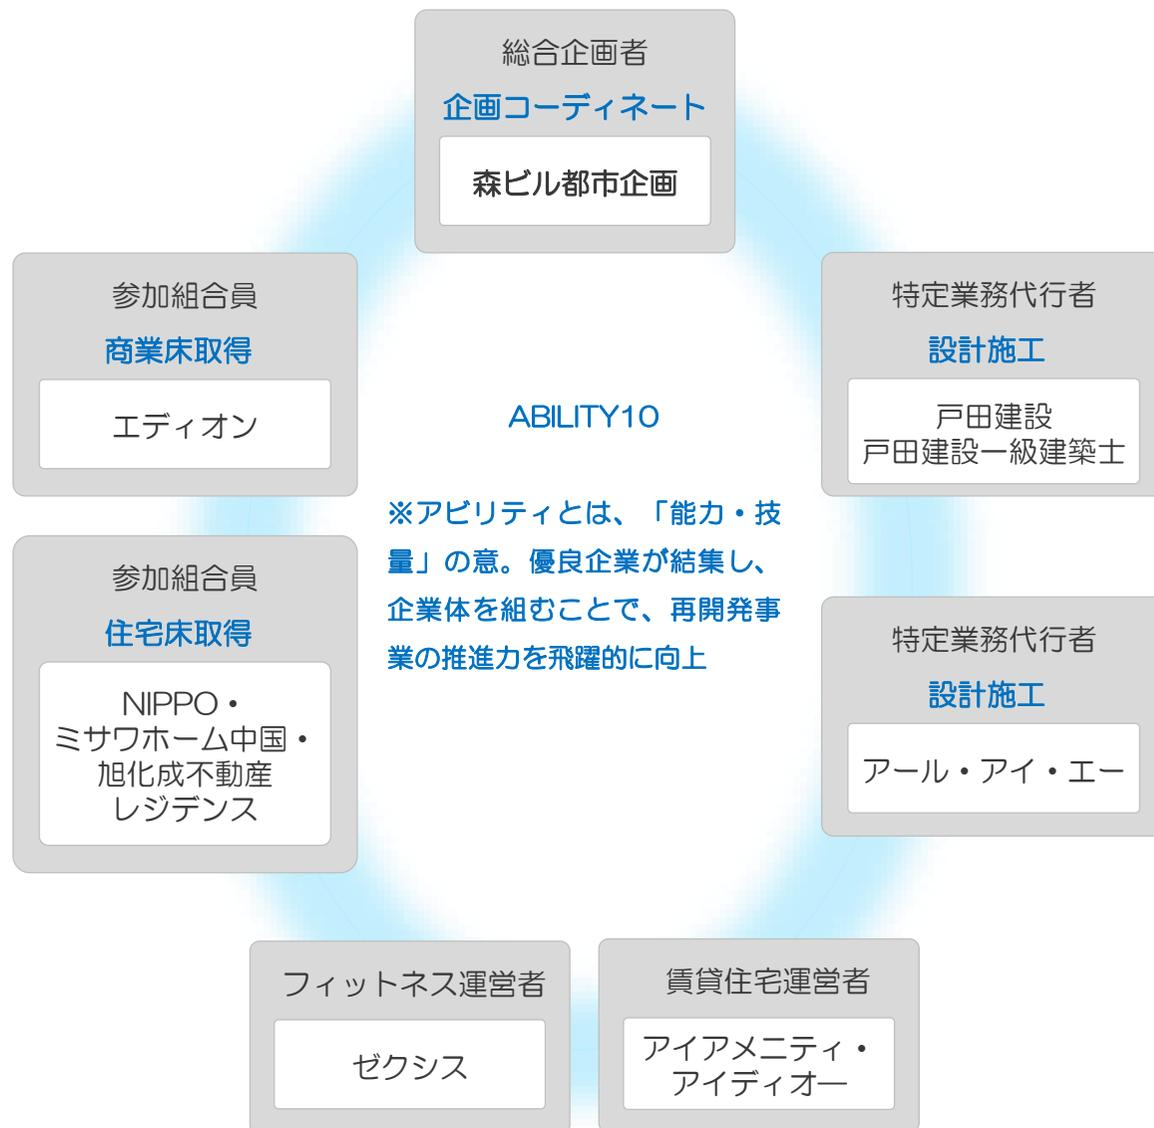 総合企画者
企画コーディネート
森ビル都市企画
参加組合員
商業床取得
エディオン
特定業務代行者
設計施工
戸田建設
戸田建設一級建築士
ABILITY10
※アビリティとは、「能力・技
量」の意。優良企業が結集し、
企業体を組むことで、再開発事
業の推進力を飛躍的に向上
参加組合員
住宅床取得
NIPPO・
ミサワホーム中国・
旭化成不動産
レジデンス
特定業務代行者
設計施工
アール・アイ・エー
フィットネス運営者
ゼクシス
賃貸住宅運営者
アイアメニティ・
アイディオ―